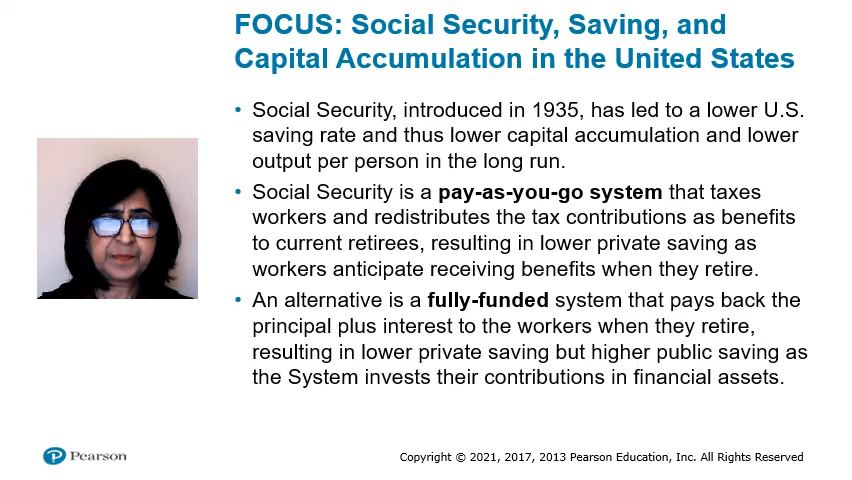 FOCUS: Social Security, Saving, and
Capital Accumulation in the United States
• Social Security, introduced in 1935, has led to a lower U.S.
saving rate and thus lower capital accumulation and lower
output per person in the long run.
• Social Security is a pay-as-you-go system that taxes
workers and redistributes the tax contributions as benefits
to current retirees, resulting in lower private saving as
workers anticipate receiving benefits when they retire.
• An alternative is a fully-funded system that pays back the
principal plus interest to the workers when they retire,
resulting in lower private saving but higher public saving as
the System invests their contributions in financial assets.
Pearson
Copyright © 2021, 2017, 2013 Pearson Education, Inc. All Rights Reserved